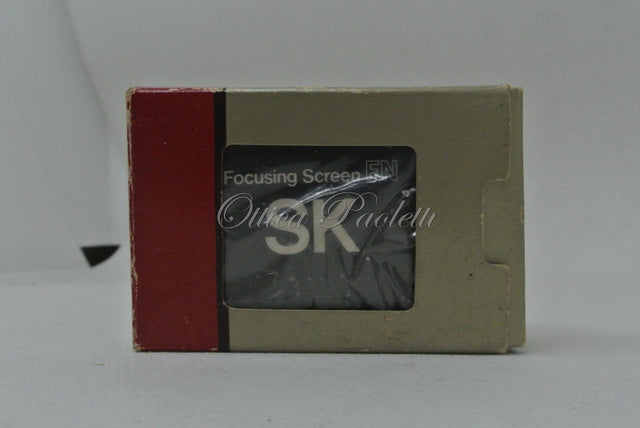 Focusing Screen FN
SK
Ottica Paoletti